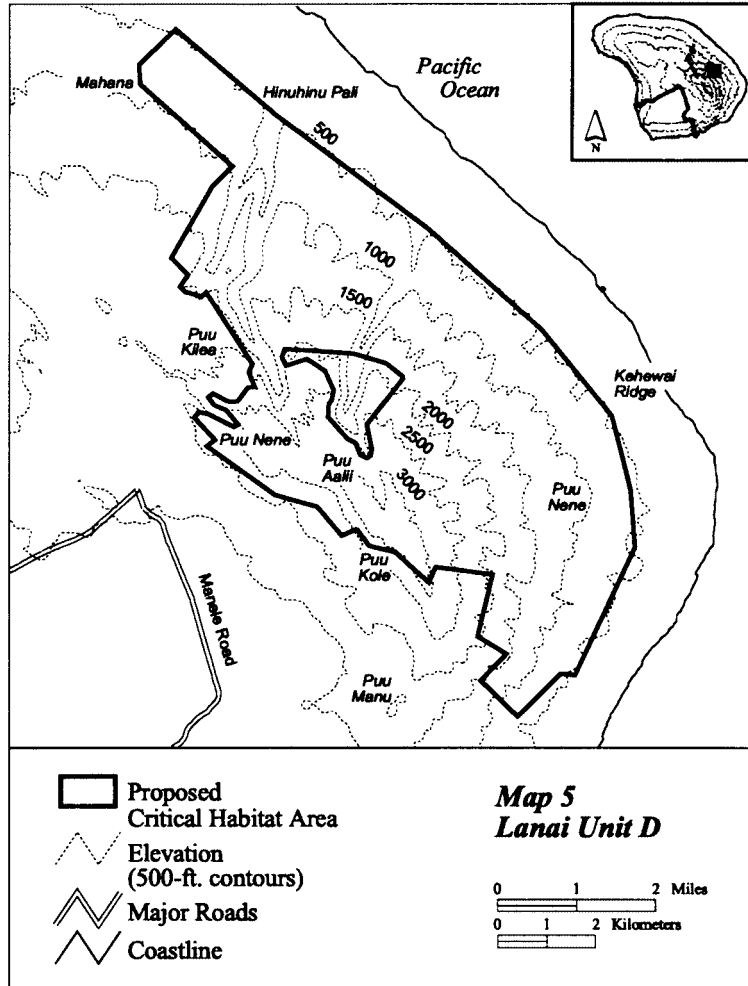 Pacific
Ocean
N
Mahana
Hinuhinu Pali
500
1000
1500
Puu
Kilea
Kehewai
Ridge
2000
2500
Puu Nene
Puu
Aalii
3000
Puu
Nene
Puu
Kole
Manele Road
Puu
Manu
Proposed
Critical Habitat Area
Elevation
(500-ft. contours)
Major Roads
Coastline
Map 5
Lanai Unit D
0 1 2 Miles
0 1 2 Kilometers